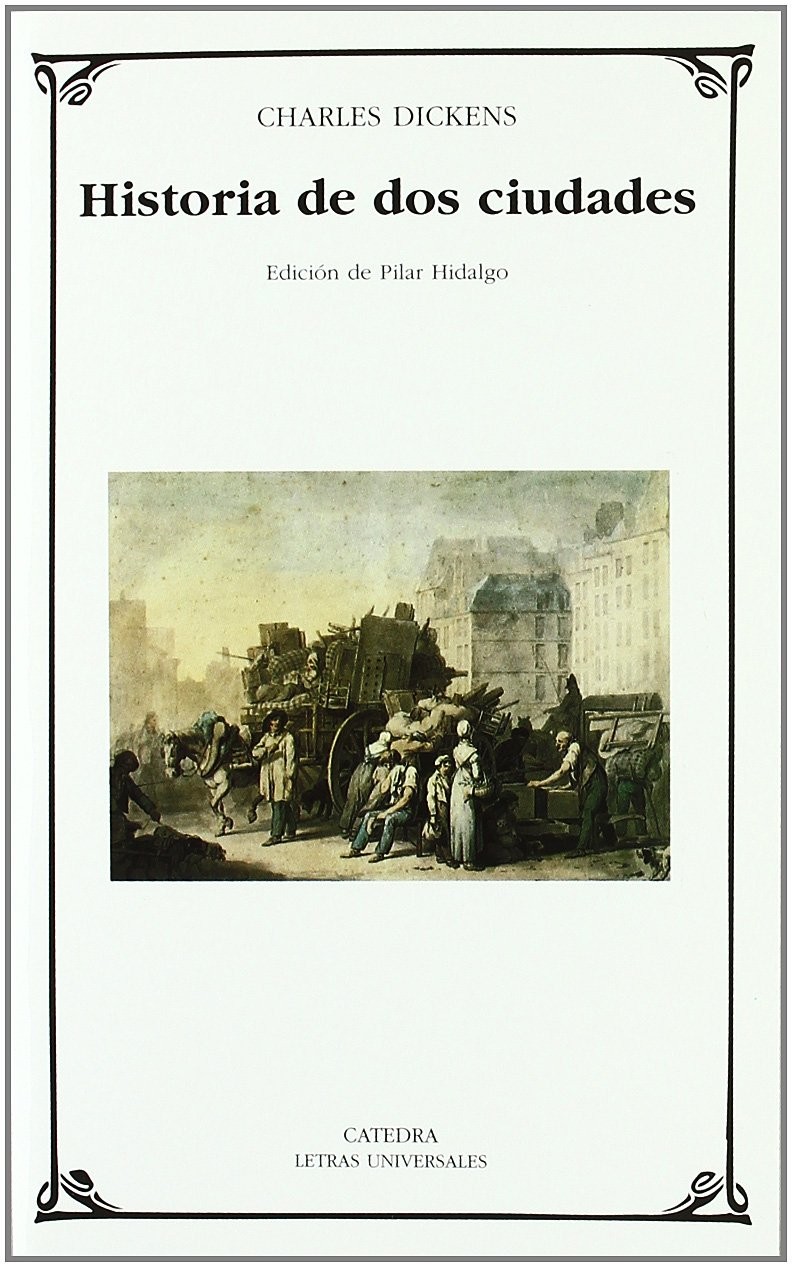 CHARLES DICKENS
Historia de dos ciudades
Edición de Pilar Hidalgo
CATEDRA
LETRAS UNIVERSALES